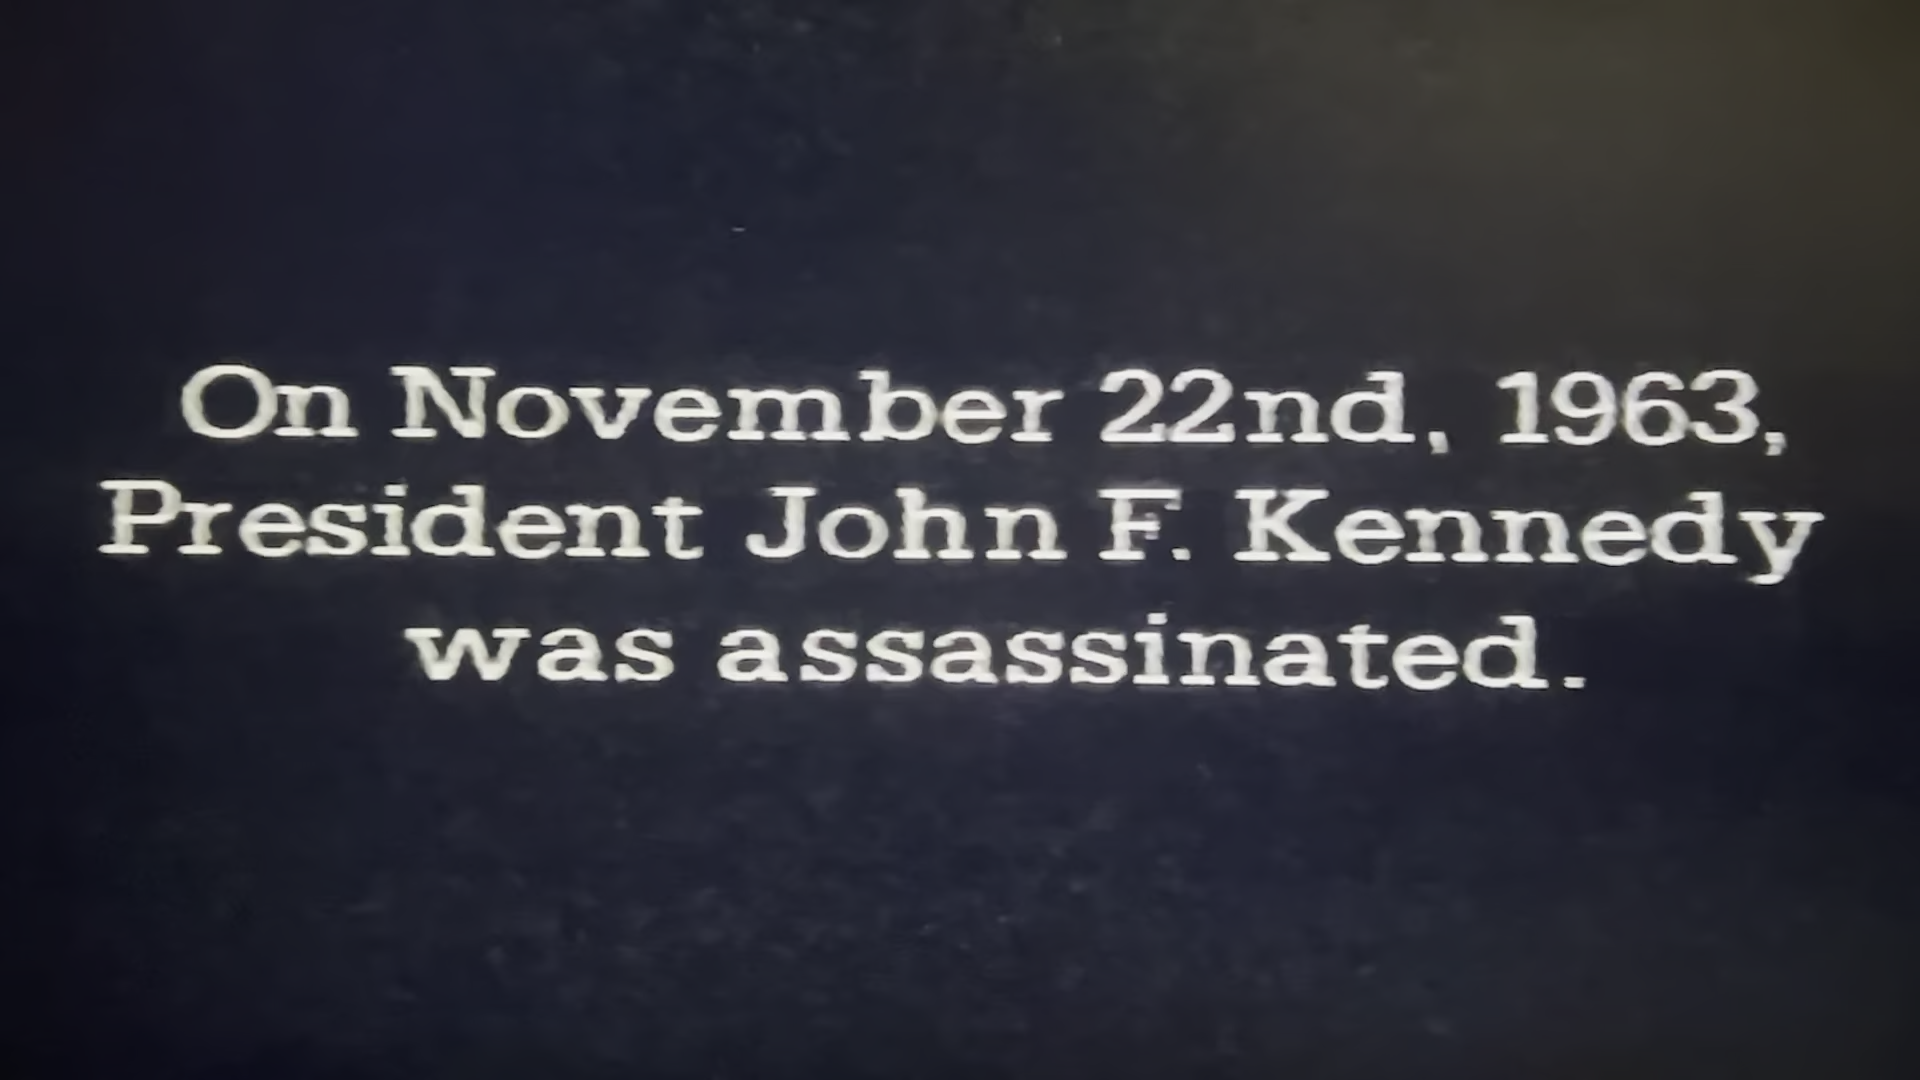 On November 22nd, 1963,
President John F. Kennedy
was assassinated.